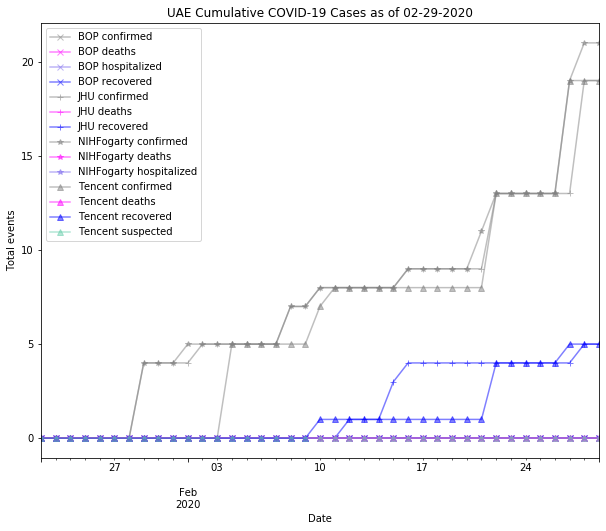 UAE Cumulative COVID-19 Cases as of 02-29-2020
BOP confirmed
BOP deaths
BOP hospitalized
BOP recovered
JHU confirmed
JHU deaths
JHU recovered
NIHFogarty confirmed
NIHFogarty deaths
NIHFogarty hospitalized
Tencent confirmed
Tencent deaths
Tencent recovered
Tencent suspected
Total events
20
15
10
5
0
27
03
10
17
24
Feb
2020
Date